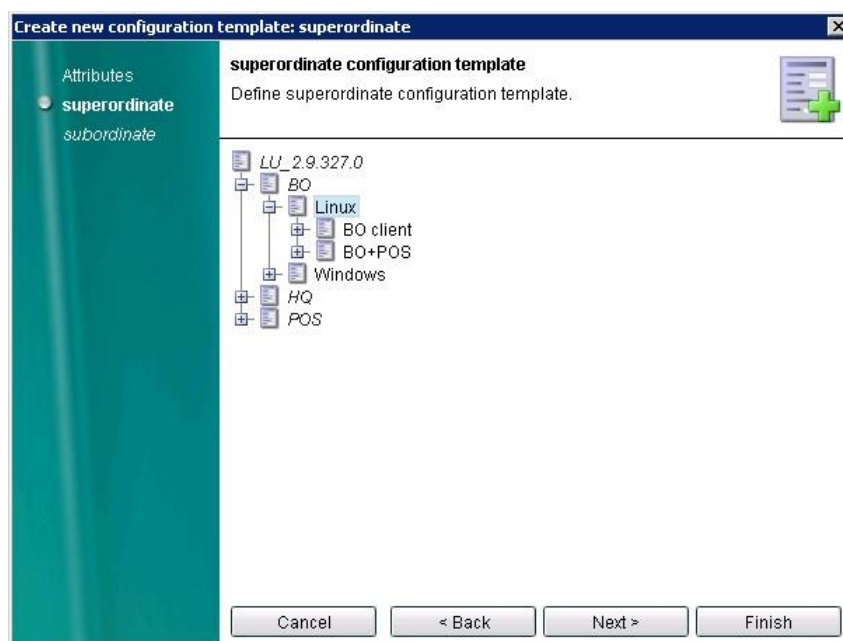 Create new configuration template: superordinate
Attributes
superordinate
subordinate
superordinate configuration template
Define superordinate configuration template.
LU_2.9.327.0
BO
Linux
BO client
BO+POS
Windows
HQ
POS
Cancel
< Back
Next >
Finish